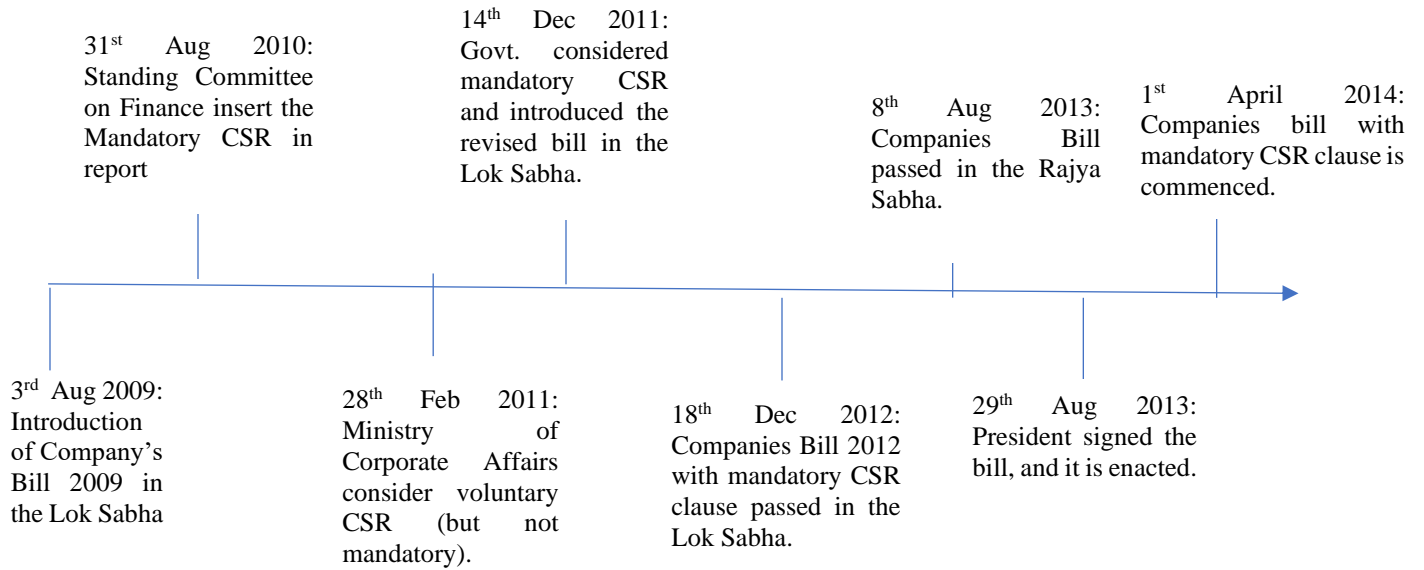 31st Aug 2010:
Standing Committee
on Finance insert the
Mandatory CSR in
report
14th Dec 2011:
Govt. considered
mandatory CSR
and introduced the
revised bill in the
Lok Sabha.
8th Aug 2013:
Companies Bill
passed in the Rajya
Sabha.
1st April 2014:
Companies bill with
mandatory CSR clause is
commenced.
3rd Aug 2009:
Introduction
of Company’s
Bill 2009 in
the Lok Sabha
28th Feb 2011:
Ministry of
Corporate Affairs
consider voluntary
CSR (but not
mandatory).
18th Dec 2012:
Companies Bill 2012
with mandatory CSR
clause passed in the
Lok Sabha.
29th Aug 2013:
President signed the
bill, and it is enacted.